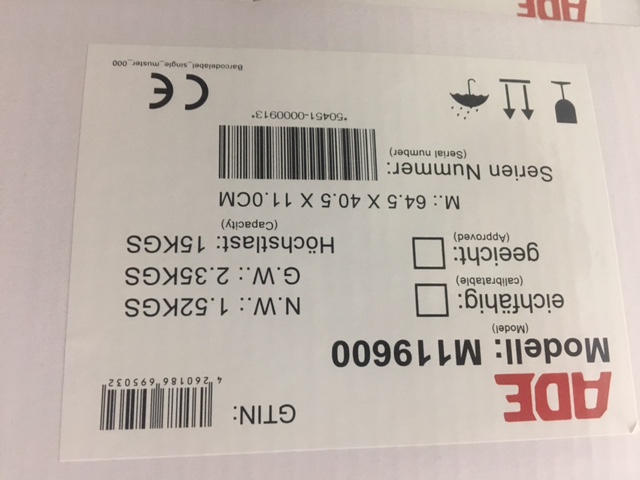 ADE
GTIN:
4 260186 695032
Modell: M119600
(Model)
eichfähig:
(calibratable)
N.W.: 1.52KGS
G.W.: 2.35KGS
geeicht:
(Approved)
Höchstlast: 15KGS
(Capacity)
M.: 64.5 X 40.5 X 11.0CM
Serien Nummer:
(Serial number)
*50451-0000913*
CE
Barcodelabel_single_muster_000
ADE